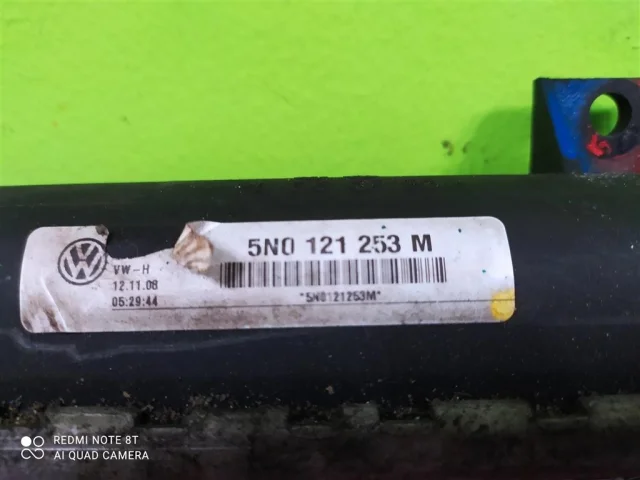 5N0 121 253 M
VW-H
12.11.08
05:29:44
*5N0121253M*
REDMI NOTE 8T
AI QUAD CAMERA